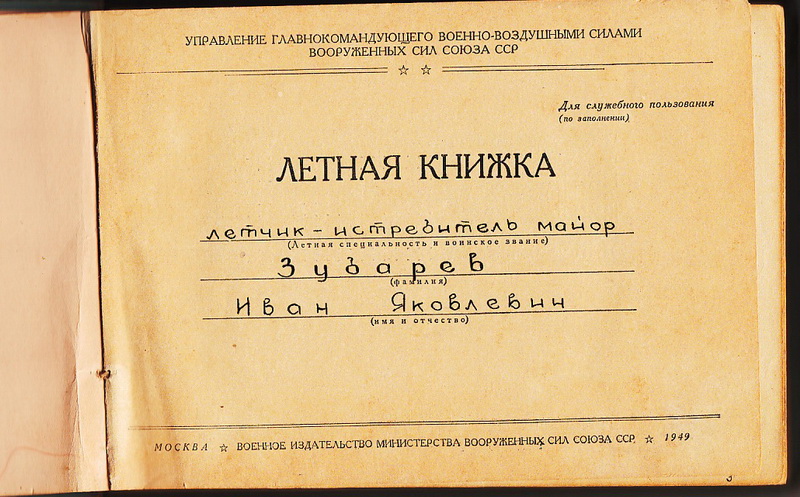 УПРАВЛЕНИЕ ГЛАВНОКОМАНДУЮЩЕГО ВОЕННО-ВОЗДУШНЫМИ СИЛАМИ
ВООРУЖЕННЫХ СИЛ СОЮЗА ССР
Для служебного пользования
(по заполнении)
ЛЕТНАЯ КНИЖКА
летчик - истребитель майор
(Летная специальность и воинское звание)
Зубарев
(фамилия)
Иван Яковлевич
(имя и отчество)
МОСКВА ☆ ВОЕННОЕ ИЗДАТЕЛЬСТВО МИНИСТЕРСТВА ВООРУЖЕННЫХ СИЛ СОЮЗА ССР ☆ 1949
3